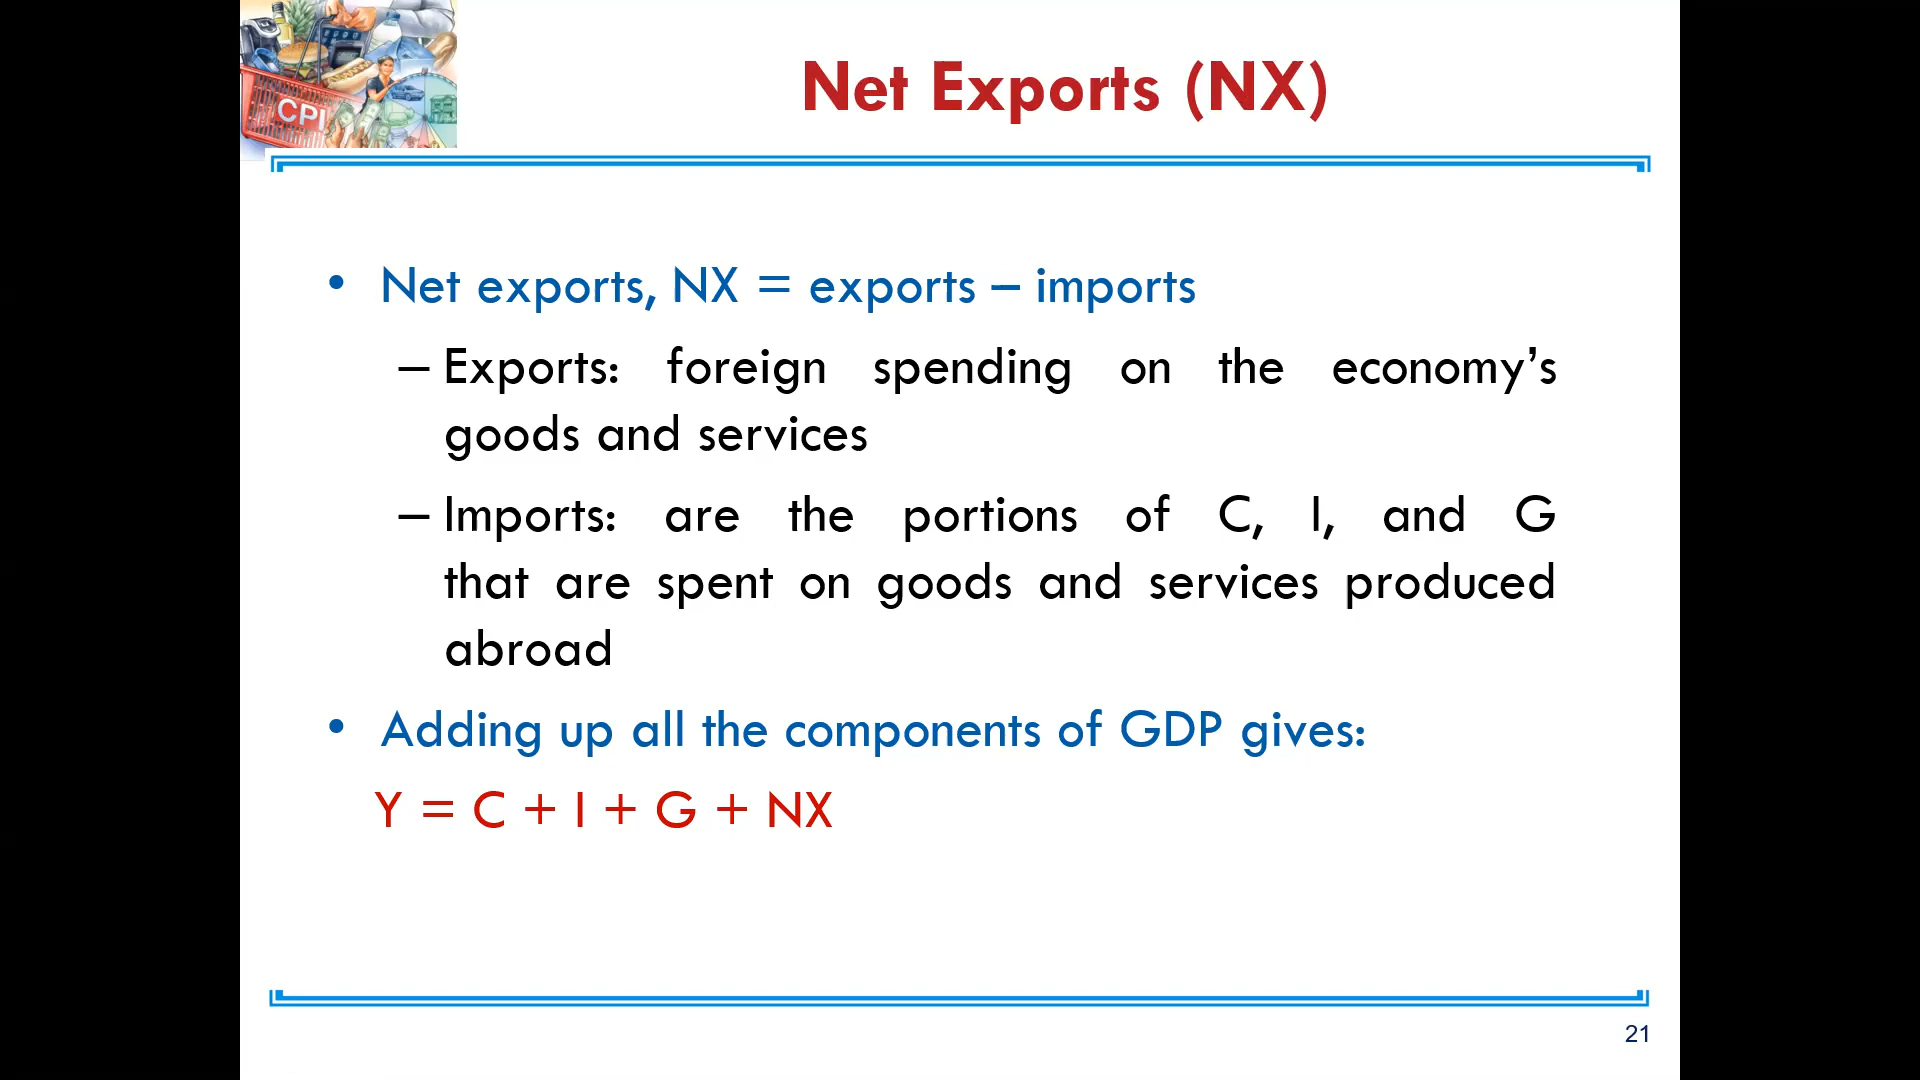 CPI
Net Exports (NX)
• Net exports, NX = exports – imports
– Exports: foreign spending on the economy’s
goods and services
– Imports: are the portions of C, I, and G
that are spent on goods and services produced
abroad
• Adding up all the components of GDP gives:
Y = C + I + G + NX
21